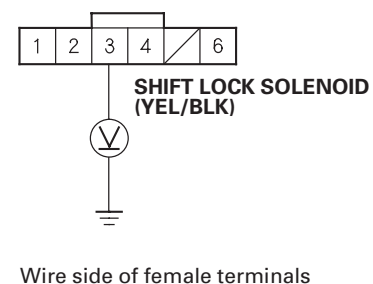 1 2 3 4 6
SHIFT LOCK SOLENOID
(YEL/BLK)
V
Wire side of female terminals